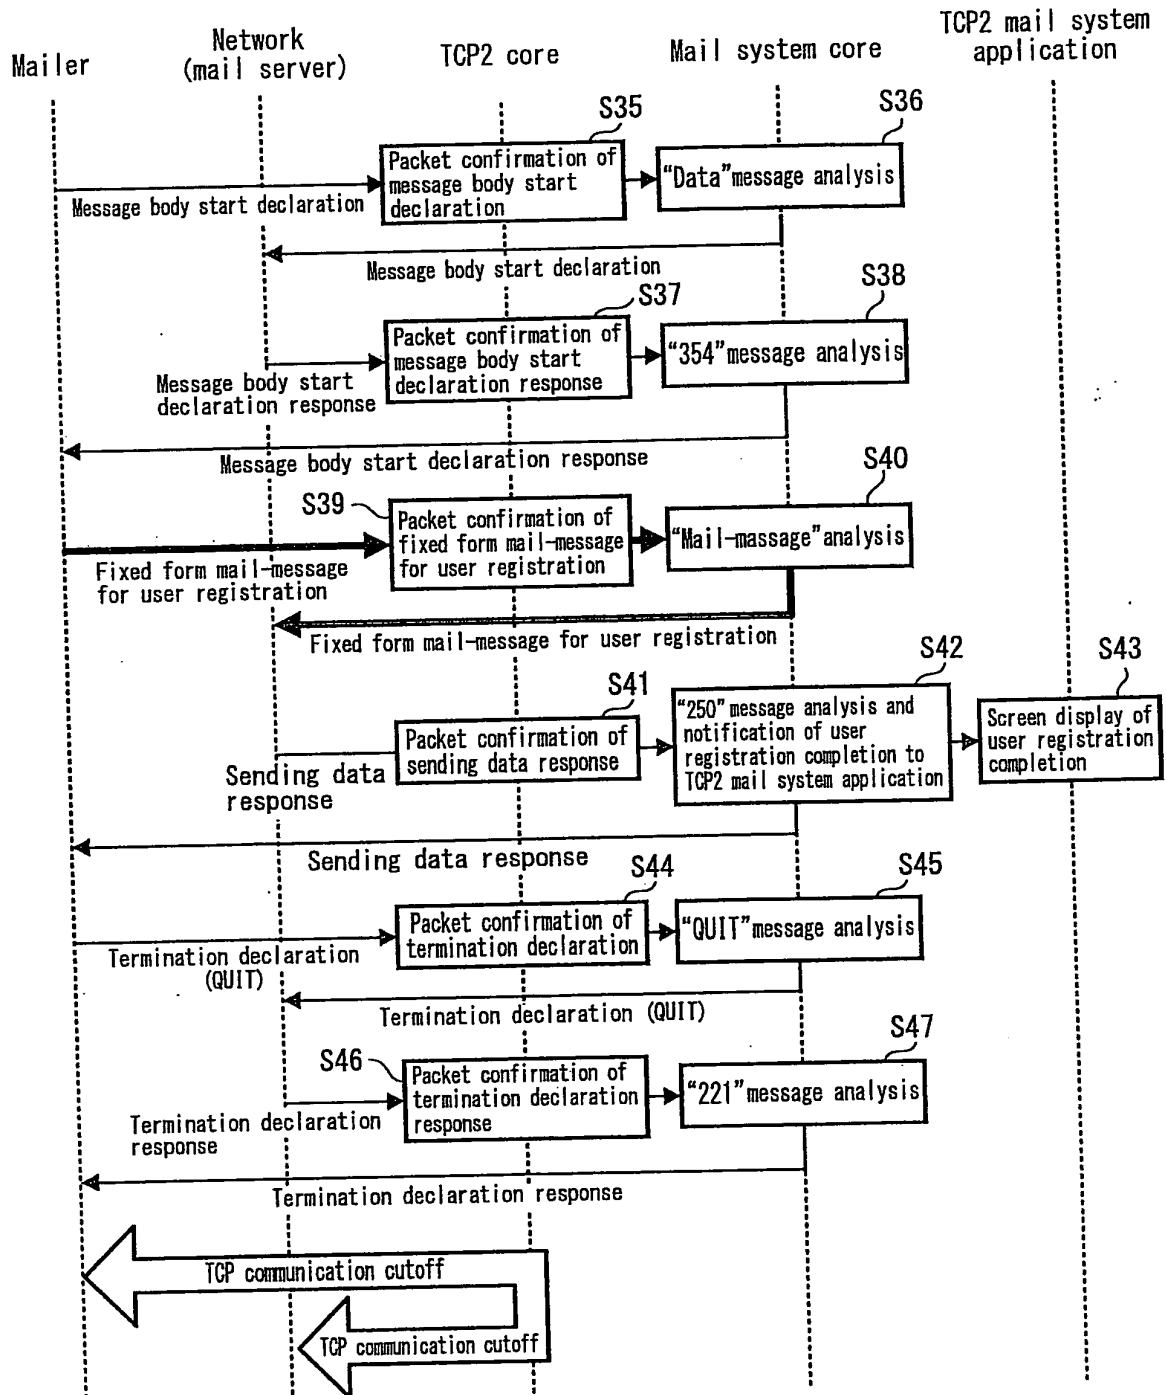 Mailer
Network
(mail server)
TCP2 core
Mail system core
TCP2 mail system
application
S35
S36
Packet confirmation of
message body start
declaration
“Data”message analysis
Message body start declaration
Message body start declaration
S37
S38
Packet confirmation of
message body start
declaration response
“354”message analysis
Message body start
declaration response
Message body start declaration response
S39
S40
Packet confirmation of
fixed form mail-message
for user registration
“Mail-massage”analysis
Fixed form mail-message
for user registration
Fixed form mail-message for user registration
S41
S42
S43
Packet confirmation of
sending data response
“250”message analysis and
notification of user
registration completion to
TCP2 mail system application
Screen display of
user registration
completion
Sending data
response
Sending data response
S44
S45
Packet confirmation of
termination declaration
“QUIT”message analysis
Termination declaration
(QUIT)
Termination declaration (QUIT)
S46
S47
Packet confirmation of
termination declaration
response
“221”message analysis
Termination declaration
response
Termination declaration response
TCP communication cutoff
TCP communication cutoff